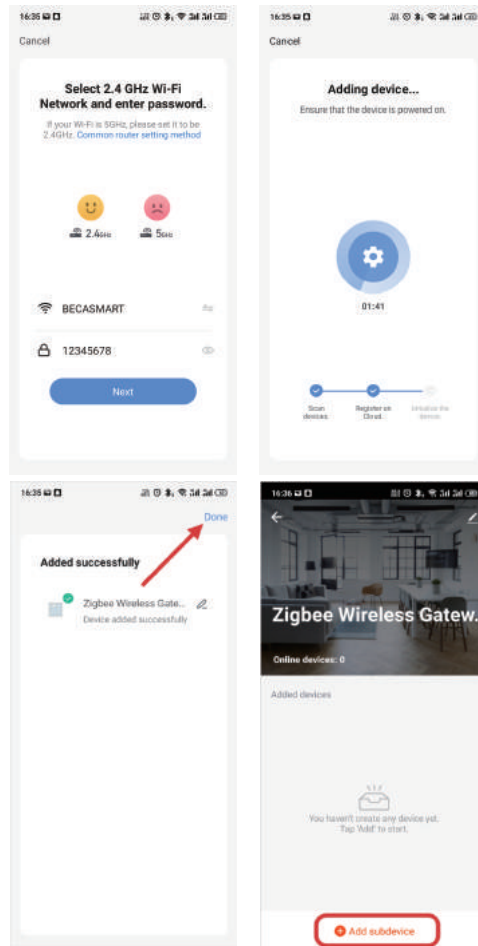 16:35
Cancel
Select 2.4 GHz Wi-Fi
Network and enter password.
If your Wi-Fi is 5GHz, please set it to be
2.4GHz. Common router setting method
2.4GHz
5GHz
BECASMART
12345678
Next
16:35
Cancel
Adding device...
Ensure that the device is powered on.
01:41
Scan
devices.
Register on
Cloud.
Initialize the
device.
16:35
Done
Added successfully
Zigbee Wireless Gate..
Device added successfully
16:36
Zigbee Wireless Gatew.
Online devices: 0
Added devices
You haven't create any device yet.
Tap 'Add' to start.
Add subdevice